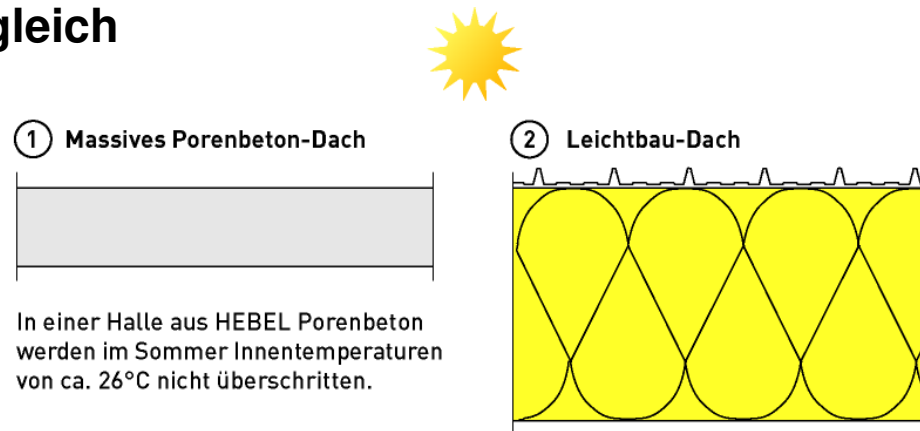 gleich
1 Massives Porenbeton-Dach
2 Leichtbau-Dach
In einer Halle aus HEBEL Porenbeton
werden im Sommer Innentemperaturen
von ca. 26°C nicht überschritten.